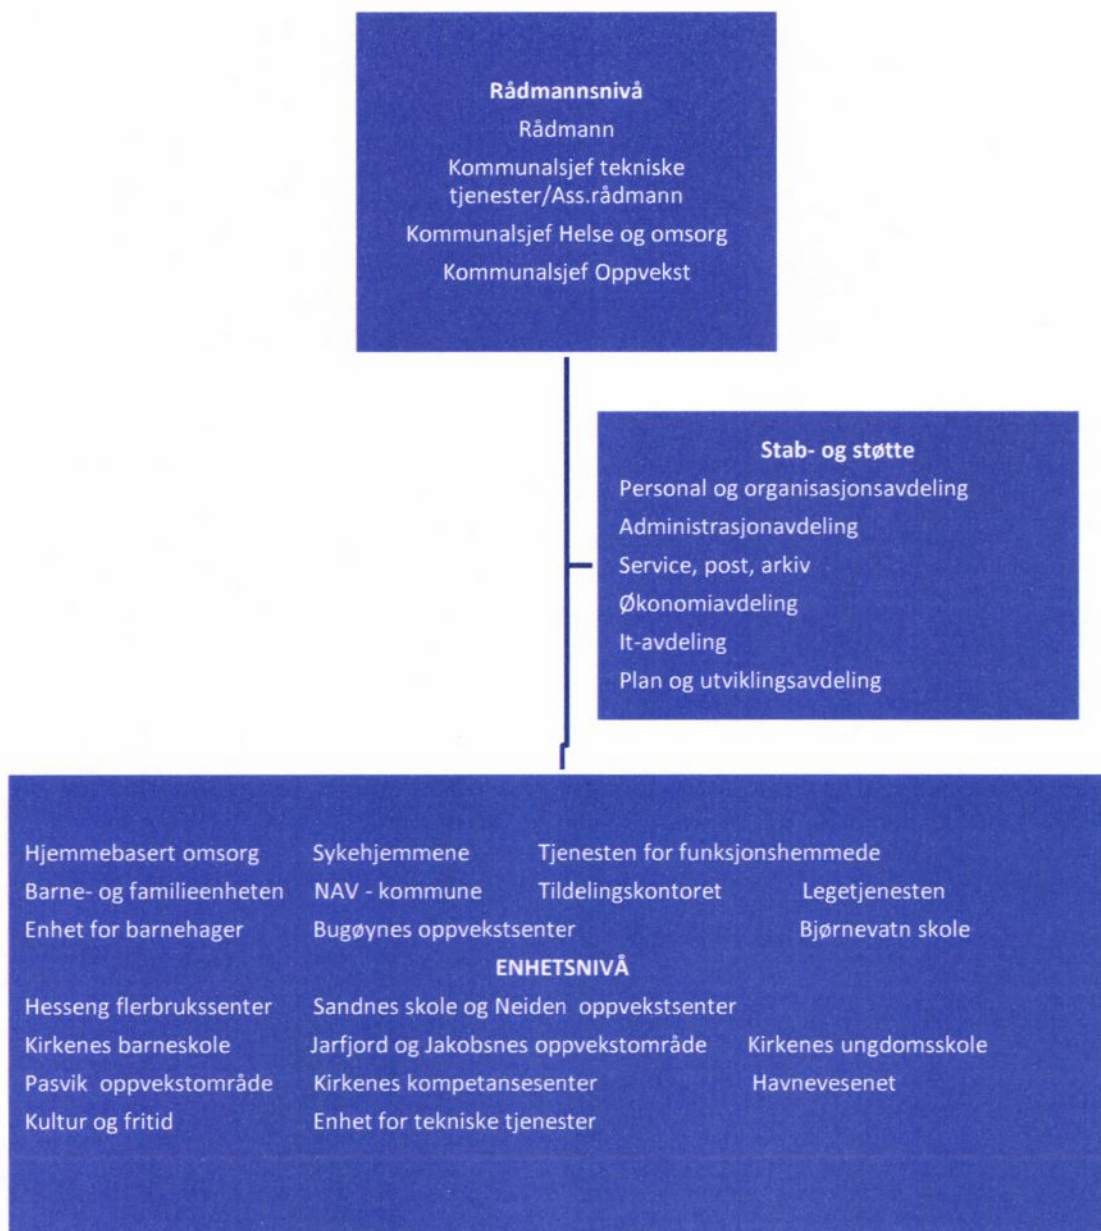 Rådmannsnivå
Rådmann
Kommunalsjef tekniske
tjenester/Ass.rådmann
Kommunalsjef Helse og omsorg
Kommunalsjef Oppvekst
Stab- og støtte
Personal og organisasjonsavdeling
Administrasjonavdeling
Service, post, arkiv
Økonomiavdeling
It-avdeling
Plan og utviklingsavdeling
Hjemmebasert omsorg Sykehjemmene Tjenesten for funksjonshemmede
Barne- og familieenheten NAV - kommune Tildelingskontoret Legetjenesten
Enhet for barnehager Bugøynes oppvekstsenter Bjørnevatn skole
ENHETSNIVÅ
Hesseng flerbrukssenter Sandnes skole og Neiden oppvekstsenter
Kirkenes barneskole Jarfjord og Jakobsnes oppvekstområde Kirkenes ungdomsskole
Pasvik oppvekstområde Kirkenes kompetansesenter Havnevesenet
Kultur og fritid Enhet for tekniske tjenester